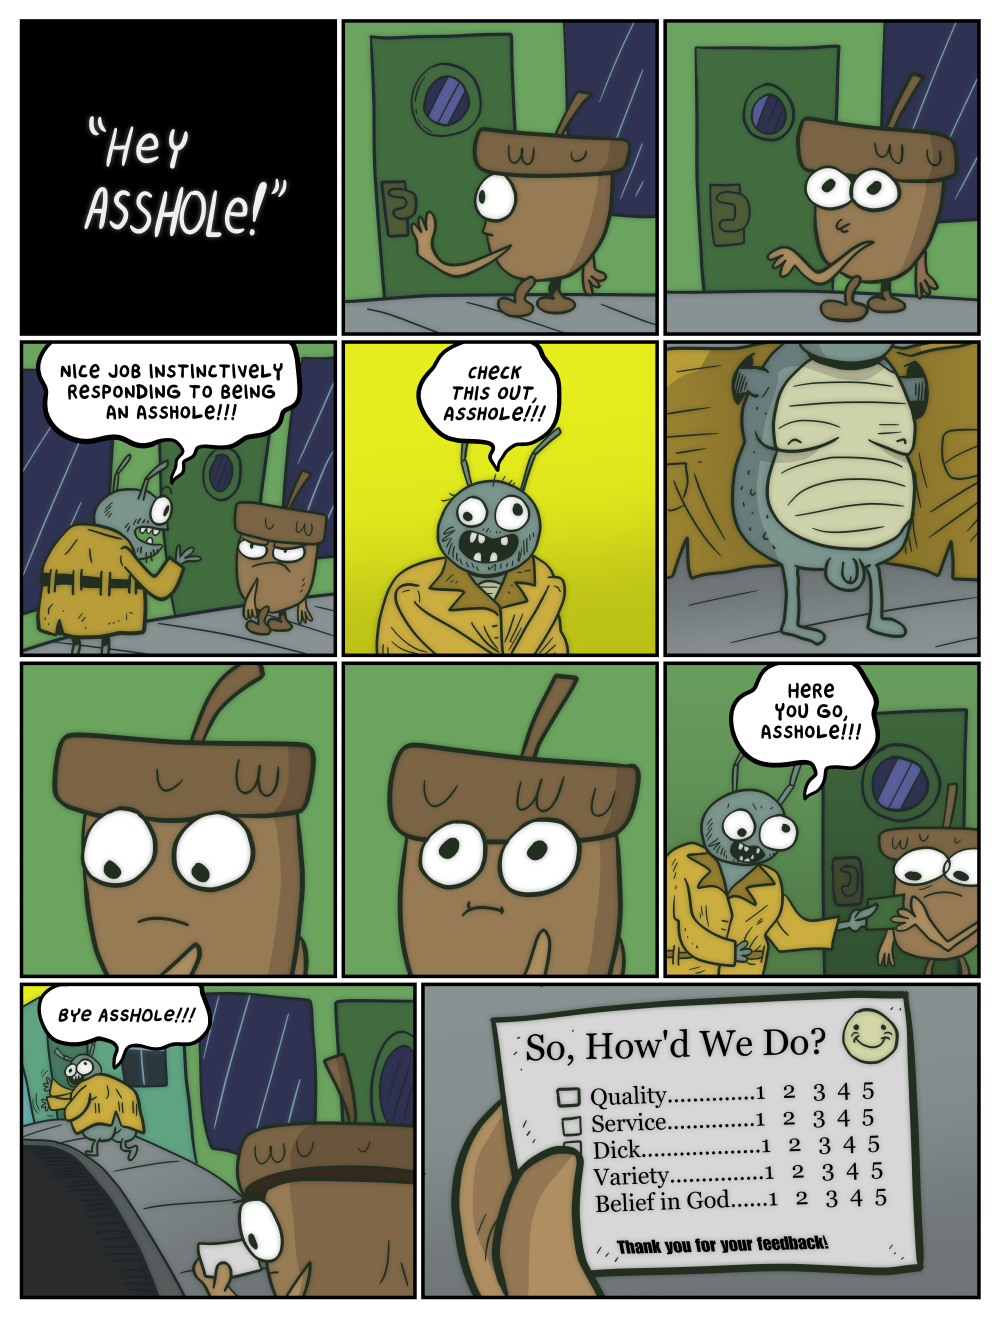 "HeY
ASSHOLe!"
NiCe JOB iNSTiNCTiVeLY
ReSPONDiNG TO BeiNG
AN ASSHOLe!!!
CHeCK
THiS OUT,
ASSHOLe!!!
HeRe
YOU GO,
ASSHOLe!!!
BYe ASSHOLe!!!
So, How'd We Do?
Quality..............1 2 3 4 5
Service..............1 2 3 4 5
Dick....................1 2 3 4 5
Variety...............1 2 3 4 5
Belief in God......1 2 3 4 5
Thank you for your feedback!